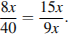 8x/40 = 15x/9x.